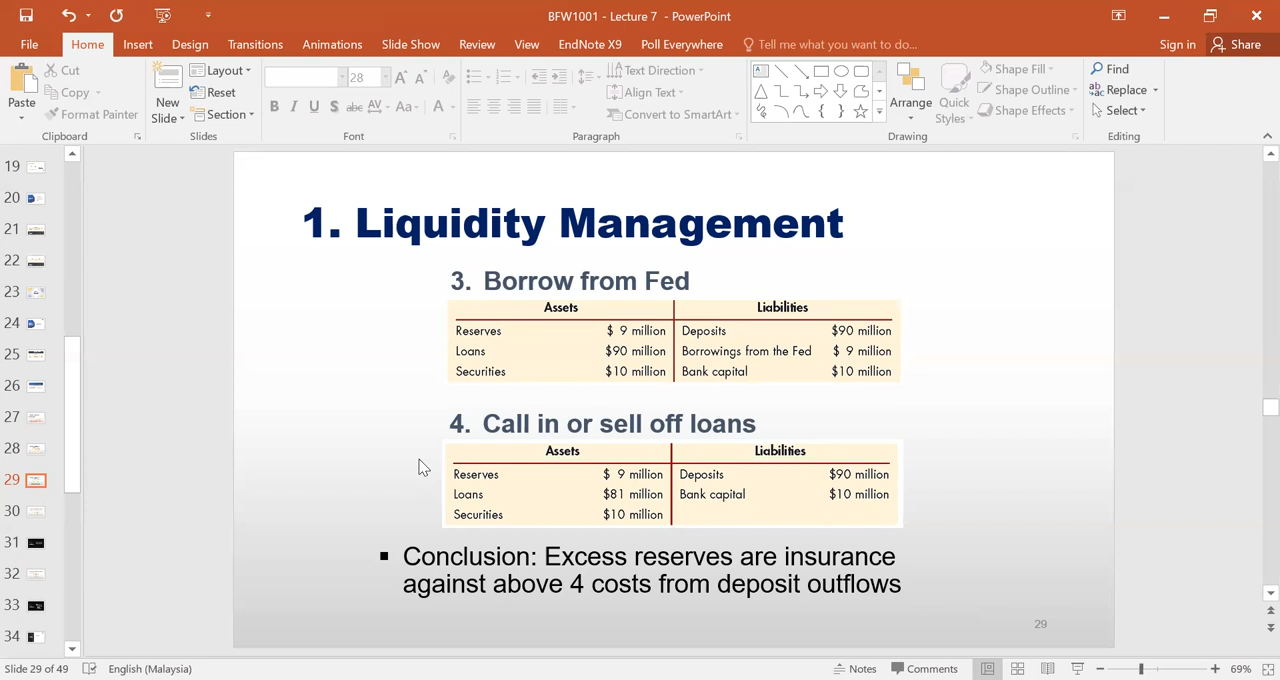 BFW1001 - Lecture 7 - PowerPoint
File Home Insert Design Transitions Animations Slide Show Review View EndNote X9 Poll Everywhere Tell me what you want to do... Sign in Share
Paste
Cut
Copy
Format Painter
Clipboard
New Slide
Layout
Reset
Section
Slides
28
B I U S abc AV Aa A
Font
Text Direction
Align Text
Convert to SmartArt
Paragraph
Arrange
Quick Styles
Shape Fill
Shape Outline
Shape Effects
Drawing
Find
Replace
Select
Editing
19
20
21
22
23
24
25
26
27
28
29
30
31
32
33
34
1. Liquidity Management
3. Borrow from Fed
Assets Liabilities
Reserves $ 9 million Deposits $90 million
Loans $90 million Borrowings from the Fed $ 9 million
Securities $10 million Bank capital $10 million
4. Call in or sell off loans
Assets Liabilities
Reserves $ 9 million Deposits $90 million
Loans $81 million Bank capital $10 million
Securities $10 million
▪ Conclusion: Excess reserves are insurance
against above 4 costs from deposit outflows
29
Slide 29 of 49 English (Malaysia) Notes Comments 69%